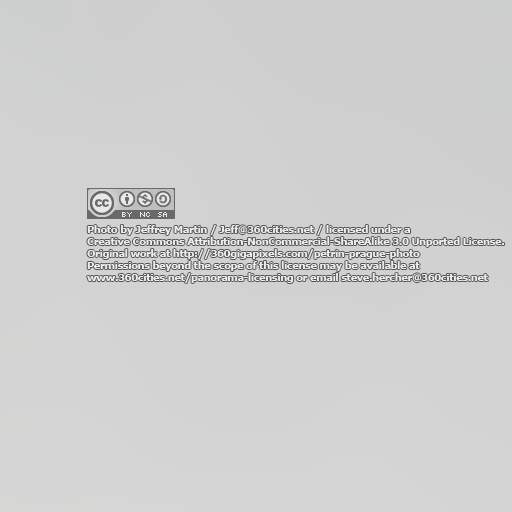 cc
BY NC SA
Photo by Jeffrey Martin / Jeff@360cities.net / licensed under a
Creative Commons Attribution-NonCommercial-ShareAlike 3.0 Unported License.
Original work at http://360gigapixels.com/petrin-prague-photo
Permissions beyond the scope of this license may be available at
www.360cities.net/panorama-licensing or email steve.hercher@360cities.net